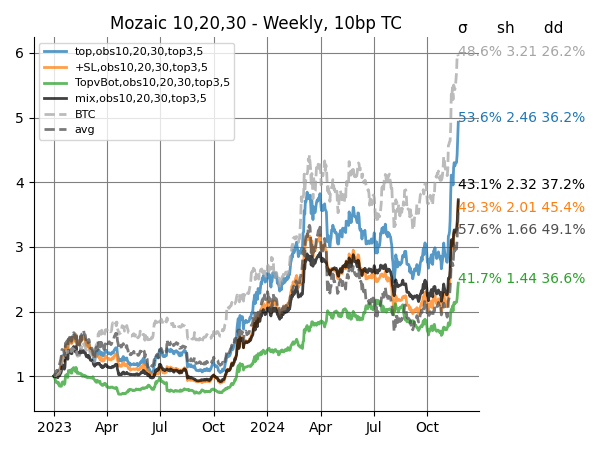 Mozaic 10,20,30 - Weekly, 10bp TC
σ sh dd
6
5
4
3
2
1
top,obs10,20,30,top3,5
+SL,obs10,20,30,top3,5
TopvBot,obs10,20,30,top3,5
mix,obs10,20,30,top3,5
BTC
avg
48.6% 3.21 26.2%
53.6% 2.46 36.2%
43.1% 2.32 37.2%
49.3% 2.01 45.4%
57.6% 1.66 49.1%
41.7% 1.44 36.6%
2023 Apr Jul Oct 2024 Apr Jul Oct